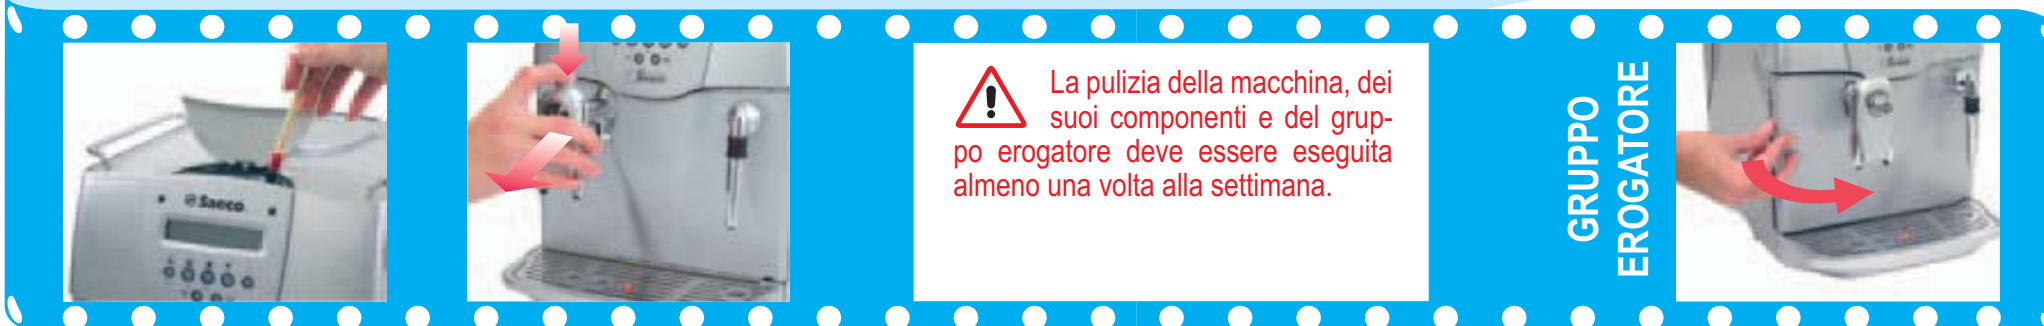 Saeco
La pulizia della macchina, dei
suoi componenti e del grup-
po erogatore deve essere eseguita
almeno una volta alla settimana.
GRUPPO
EROGATORE